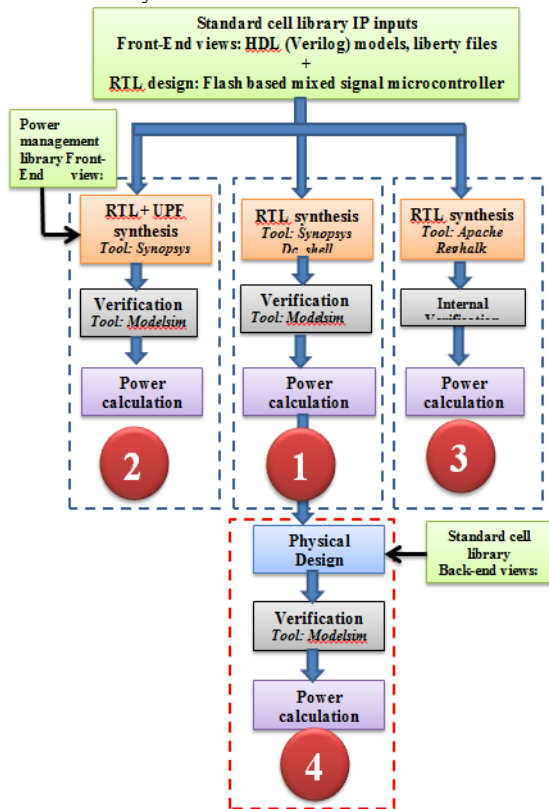 Standard cell library IP inputs
Front-End views: HDL (Verilog) models, liberty files
+
RTL design: Flash based mixed signal microcontroller
Power
management
library Front-
End view:
RTL+ UPF
synthesis
Tool: Synopsys
Verification
Tool: Modelsim
Power
calculation
2
RTL synthesis
Tool: Synopsys
Dc shell
Verification
Tool: Modelsim
Power
calculation
1
RTL synthesis
Tool: Apache
Internal
Power
calculation
3
Physical
Design
Standard cell
library
Back-end views:
Verification
Tool: Modelsim
Power
calculation
4